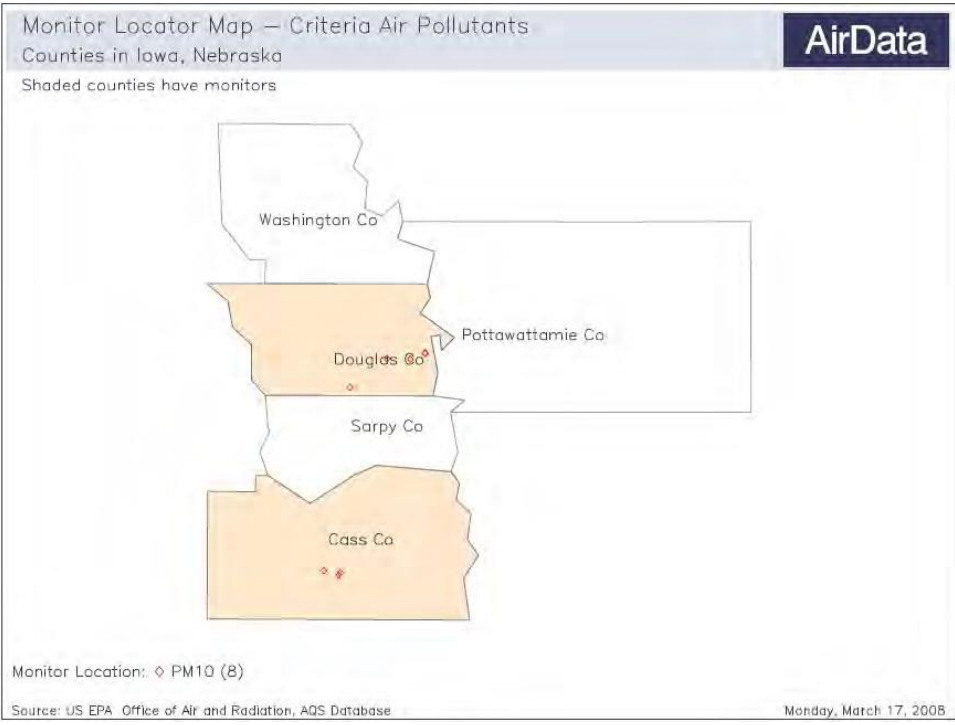 Monitor Locator Map – Criteria Air Pollutants
AirData
Counties in Iowa, Nebraska
Shaded counties have monitors
Washington Co
Pottawattamie Co
Douglas Co
Sarpy Co
Cass Co
Monitor Location: ◇ PM10 (8)
Source: US EPA Office of Air and Radiation, AQS Database
Monday, March 17, 2008